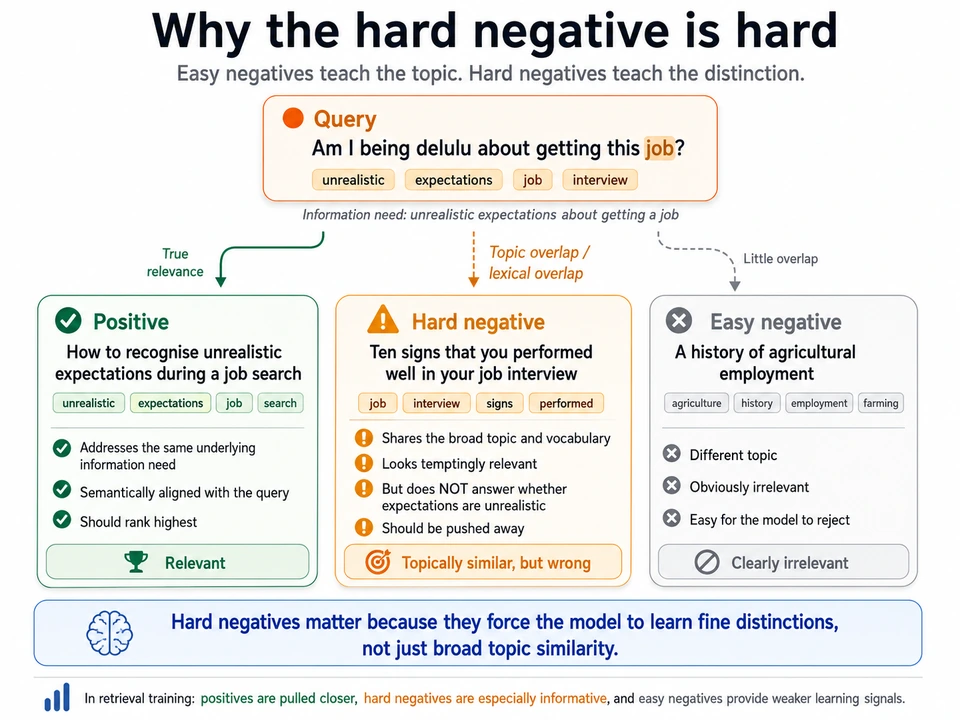 Why the hard negative is hard
Easy negatives teach the topic. Hard negatives teach the distinction.
Query
Am I being delulu about getting this job?
unrealistic expectations job interview
Information need: unrealistic expectations about getting a job
True
relevance
Topic overlap /
lexical overlap
Little overlap
Positive
How to recognise unrealistic
expectations during a job search
unrealistic expectations job search
Addresses the same underlying
information need
Semantically aligned with the query
Should rank highest
Relevant
Hard negative
Ten signs that you performed
well in your job interview
job interview signs performed
Shares the broad topic and vocabulary
Looks temptingly relevant
But does NOT answer whether
expectations are unrealistic
Should be pushed away
Topically similar, but wrong
Easy negative
A history of agricultural
employment
agriculture history employment farming
Different topic
Obviously irrelevant
Easy for the model to reject
Clearly irrelevant
Hard negatives matter because they force the model to learn fine distinctions,
not just broad topic similarity.
In retrieval training: positives are pulled closer, hard negatives are especially informative, and easy negatives provide weaker learning signals.